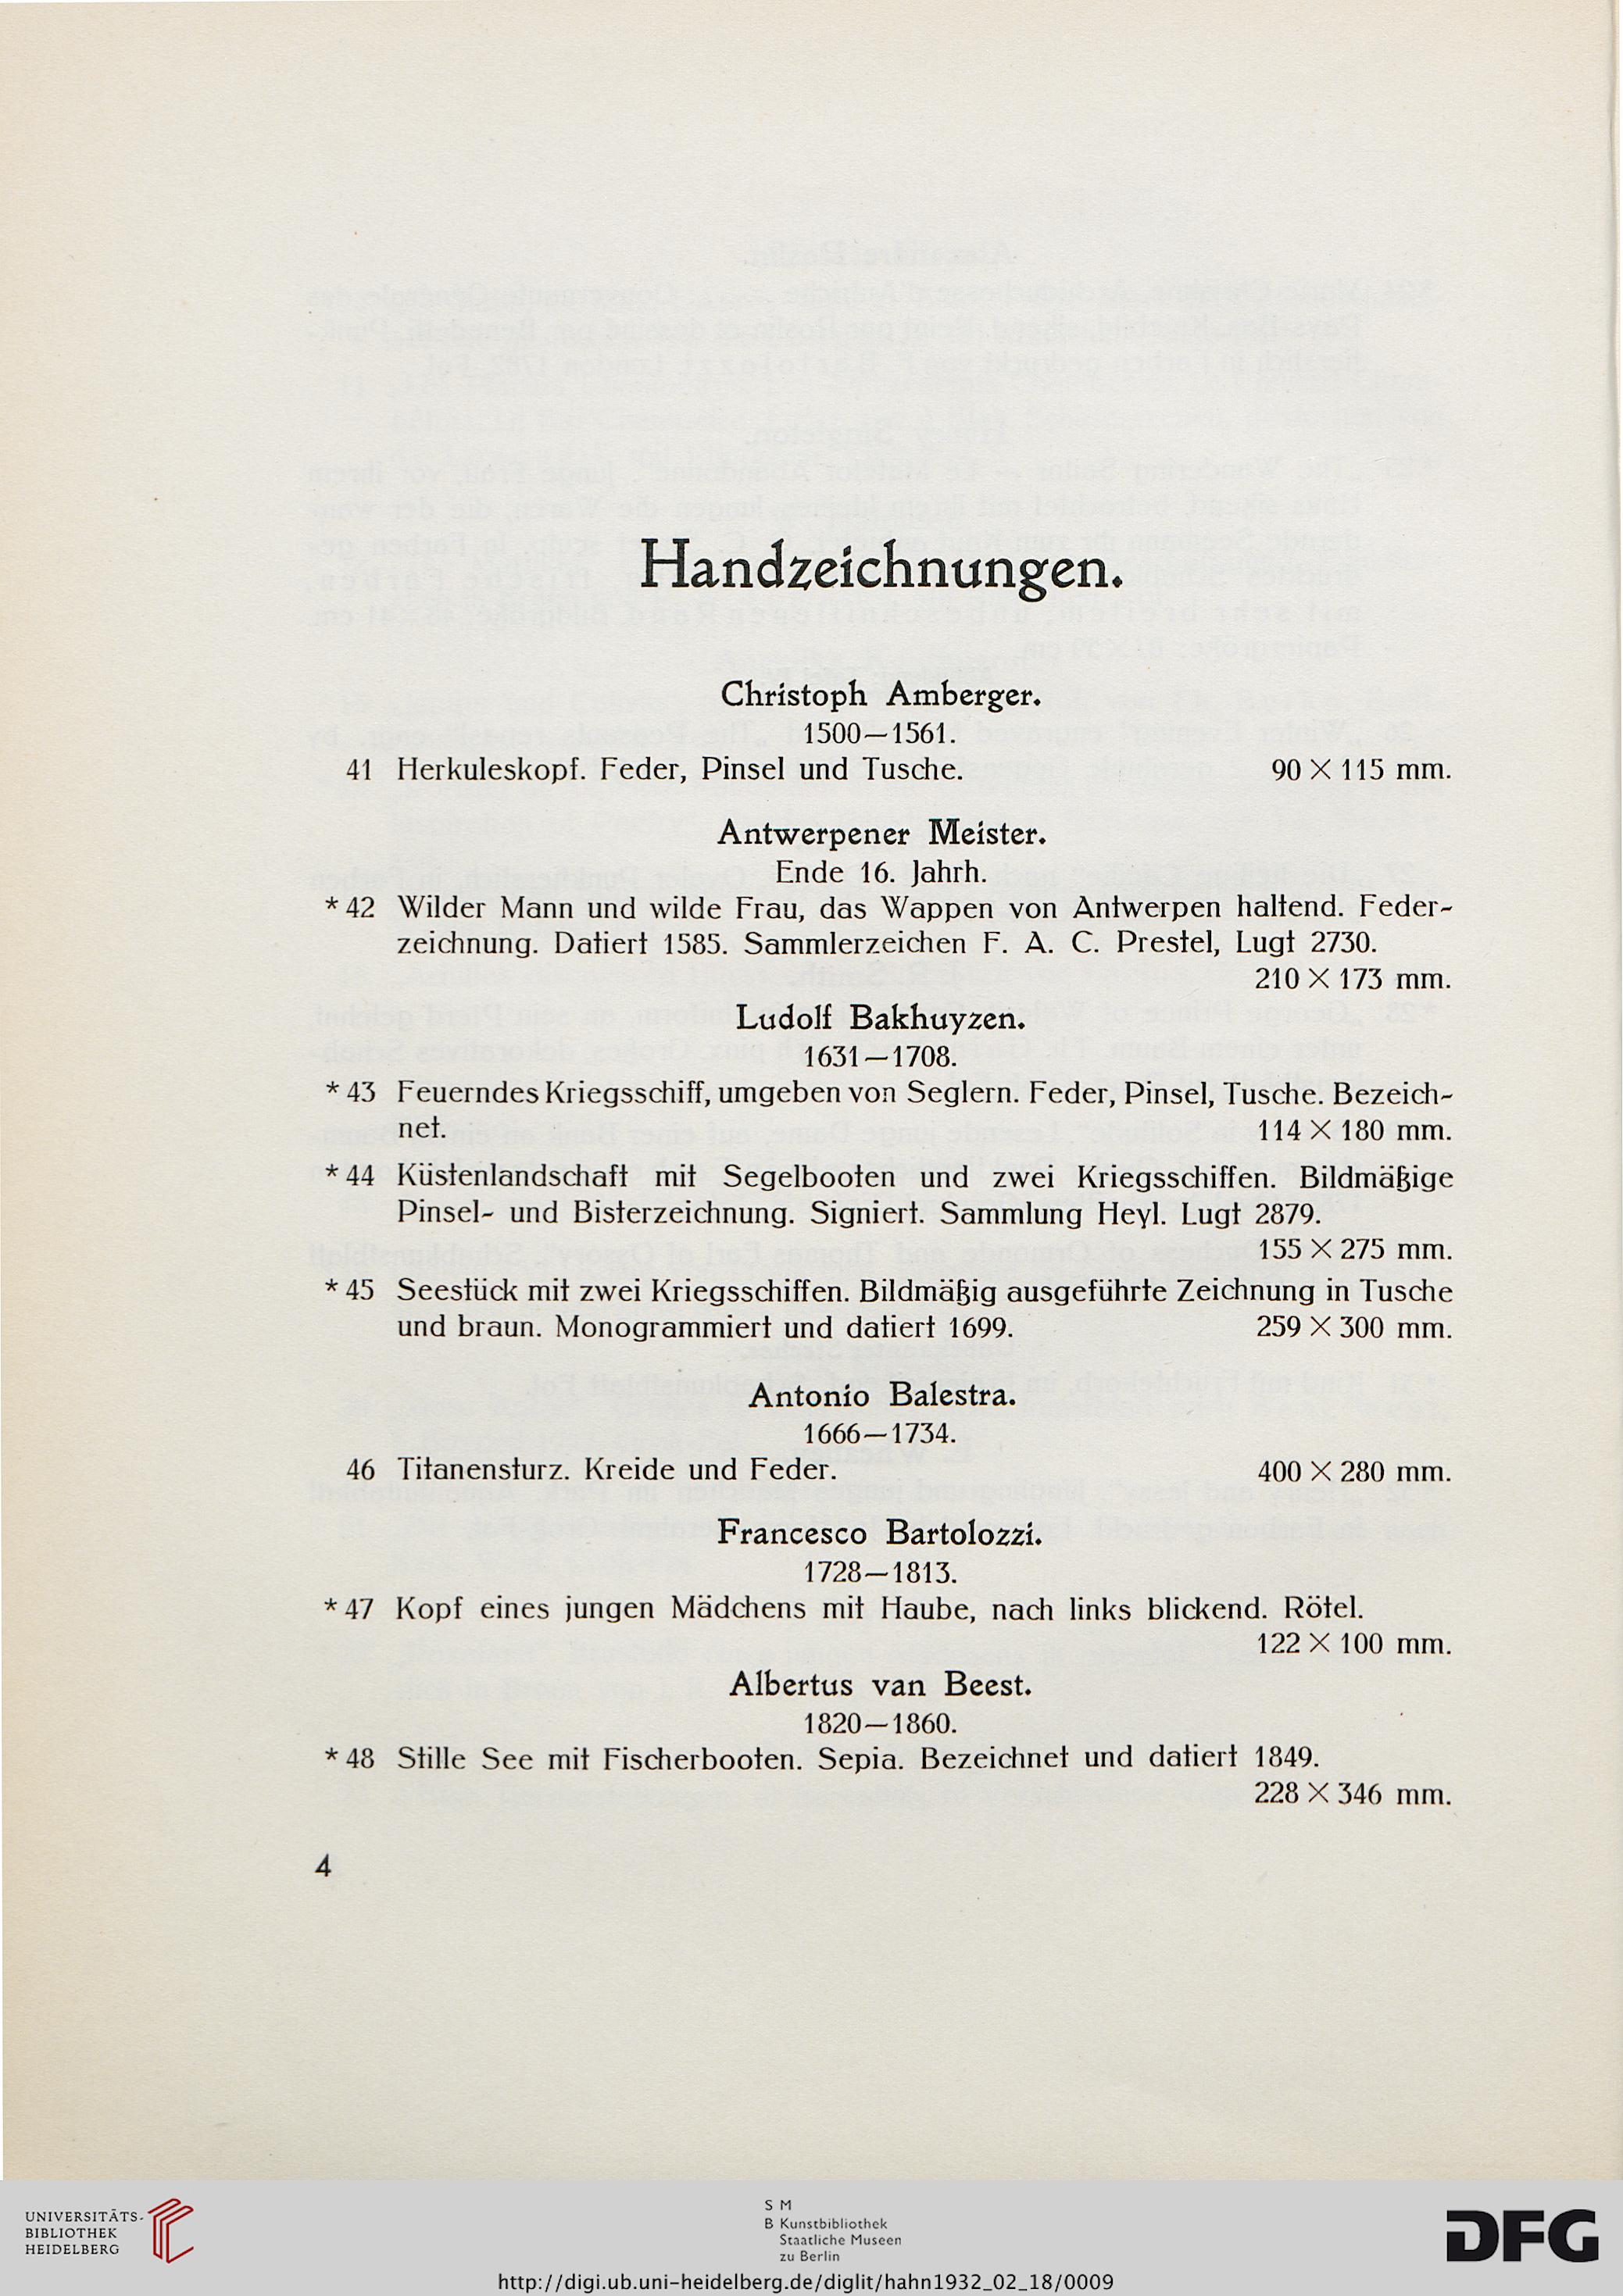 Handzeichnungen.
Christoph Amberger.
1500—1561.
41 Herkuleskopf. Feder, Pinsel und Tusche. 90 × 115 mm.
Antwerpener Meister.
Ende 16. Jahrh.
* 42 Wilder Mann und wilde Frau, das Wappen von Antwerpen haltend. Feder-
zeichnung. Datiert 1585. Sammlerzeichen F. A. C. Prestel, Lugt 2730.
210 × 173 mm.
Ludolf Bakhuyzen.
1631—1708.
* 43 Feuerndes Kriegsschiff, umgeben von Seglern. Feder, Pinsel, Tusche. Bezeich-
net. 114 × 180 mm.
* 44 Küstenlandschaft mit Segelbooten und zwei Kriegsschiffen. Bildmäßige
Pinsel- und Bisterzeichnung. Signiert. Sammlung Heyl. Lugt 2879.
155 × 275 mm.
* 45 Seestück mit zwei Kriegsschiffen. Bildmäßig ausgeführte Zeichnung in Tusche
und braun. Monogrammiert und datiert 1699. 259 × 300 mm.
Antonio Balestra.
1666—1734.
46 Titanensturz. Kreide und Feder. 400 × 280 mm.
Francesco Bartolozzi.
1728—1813.
* 47 Kopf eines jungen Mädchens mit Haube, nach links blickend. Rötel.
122 × 100 mm.
Albertus van Beest.
1820—1860.
* 48 Stille See mit Fischerbooten. Sepia. Bezeichnet und datiert 1849.
228 × 346 mm.
4
UNIVERSITÄTS-
BIBLIOTHEK
HEIDELBERG
S M
B Kunstbibliothek
Staatliche Museen
zu Berlin
http://digi.ub.uni-heidelberg.de/diglit/hahn1932_02_18/0009
DFG